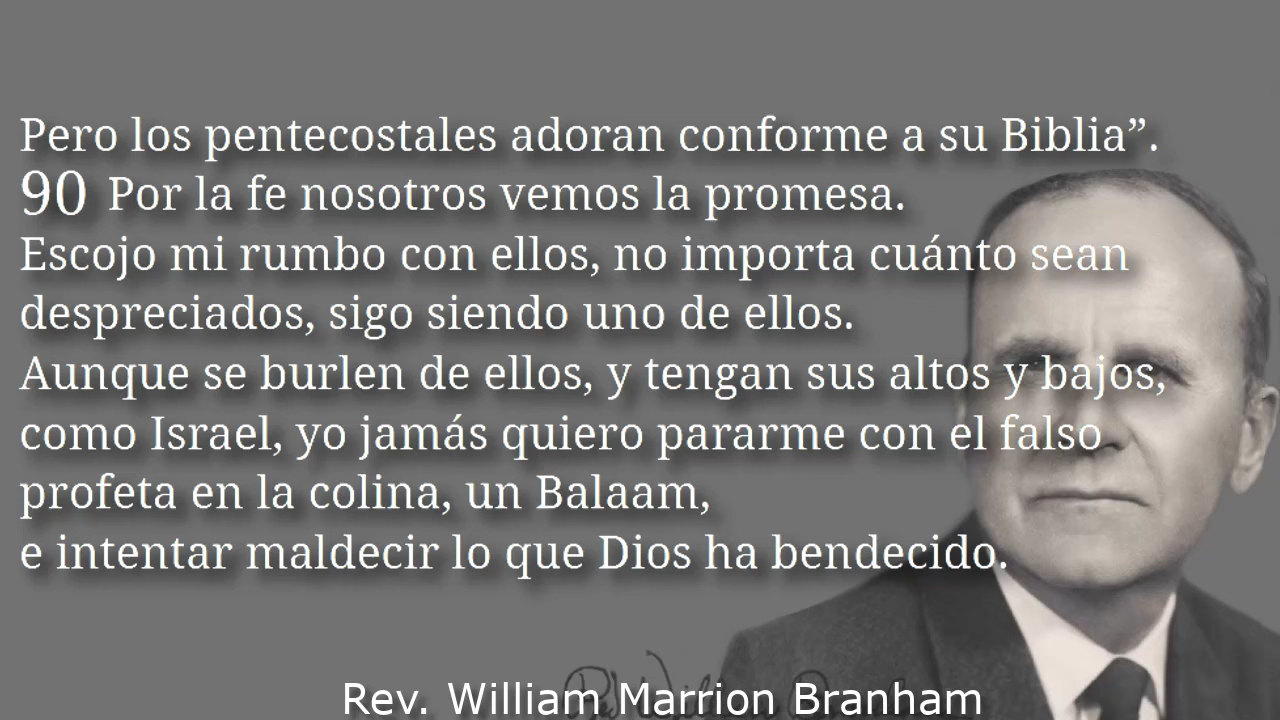 Pero los pentecostales adoran conforme a su Biblia”.
90 Por la fe nosotros vemos la promesa.
Escojo mi rumbo con ellos, no importa cuánto sean
despreciados, sigo siendo uno de ellos.
Aunque se burlen de ellos, y tengan sus altos y bajos,
como Israel, yo jamás quiero pararme con el falso
profeta en la colina, un Balaam,
e intentar maldecir lo que Dios ha bendecido.
Rev. William Marrion Branham